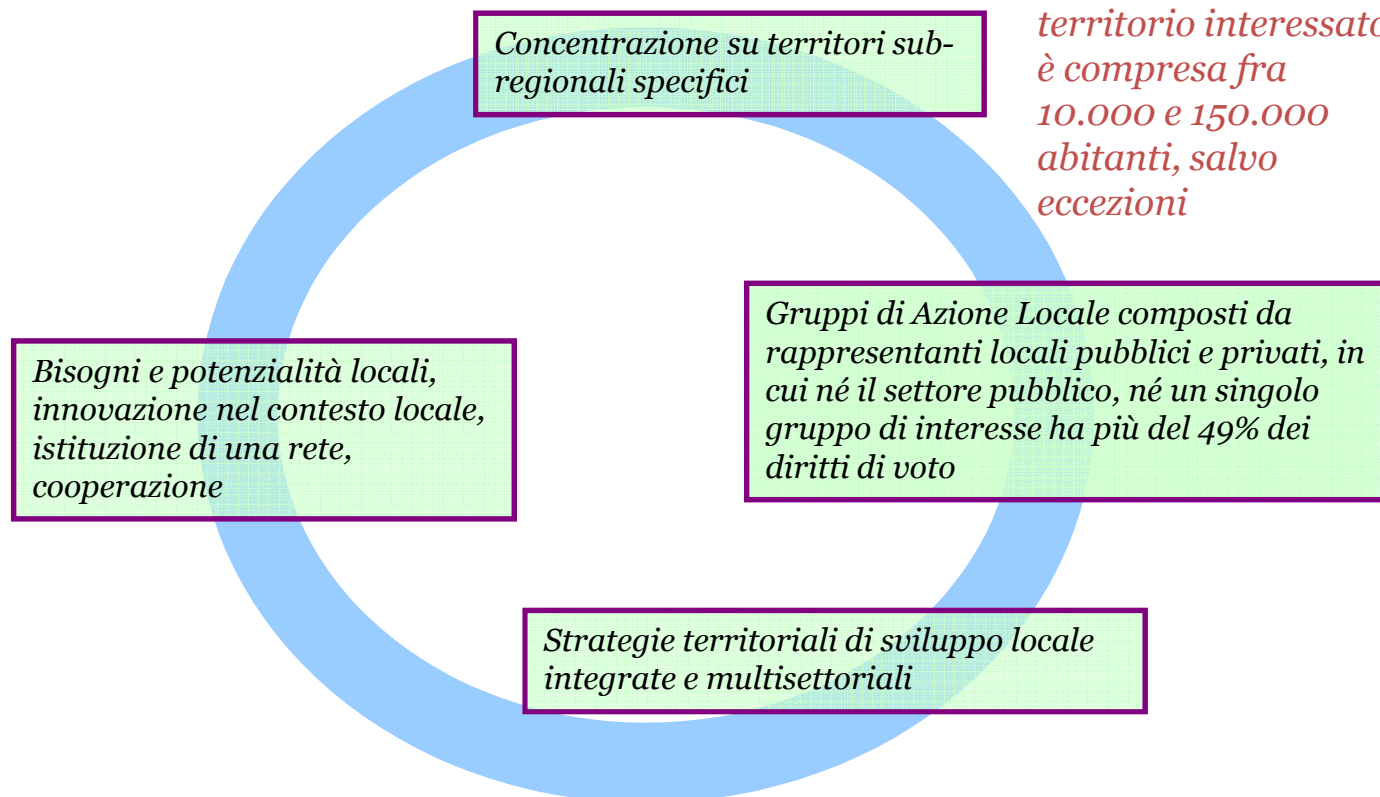 Concentrazione su territori sub-
regionali specifici
territorio interessato
è compresa fra
10.000 e 150.000
abitanti, salvo
eccezioni
Gruppi di Azione Locale composti da
rappresentanti locali pubblici e privati, in
cui né il settore pubblico, né un singolo
gruppo di interesse ha più del 49% dei
diritti di voto
Bisogni e potenzialità locali,
innovazione nel contesto locale,
istituzione di una rete,
cooperazione
Strategie territoriali di sviluppo locale
integrate e multisettoriali